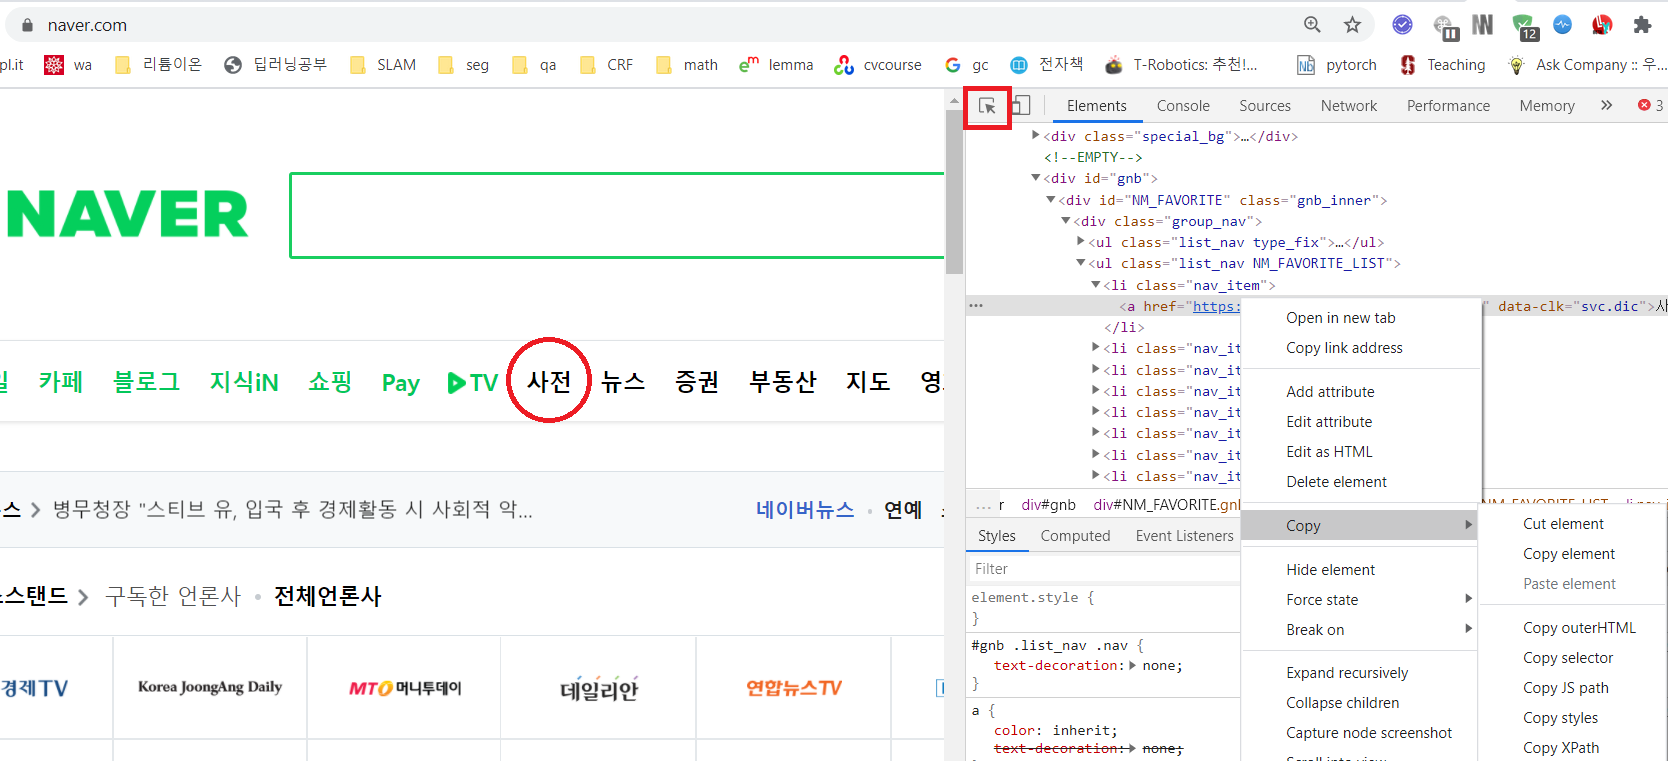 naver.com
12
pl.it wa 리튬이온 딥러닝공부 SLAM seg qa CRF math lemma cvcourse gc 전자책 T-Robotics: 추천!... pytorch Teaching Ask Company :: 우...
Elements Console Sources Network Performance Memory » 3
<div class="special_bg">…</div>
<!--EMPTY-->
<div id="gnb">
<div id="NM_FAVORITE" class="gnb_inner">
<div class="group_nav">
<ul class="list_nav type_fix">…</ul>
<ul class="list_nav NM_FAVORITE_LIST">
<li class="nav_item">
<a href="https: " data-clk="svc.dic">사
</li>
<li class="nav_it
<li class="nav_it
<li class="nav_it
<li class="nav_it
<li class="nav_it
<li class="nav_it
<li class="nav_it
... r div#gnb div#NM_FAVORITE.gn
Styles Computed Event Listeners
Filter
element.style {
}
#gnb .list_nav .nav {
text-decoration: none;
}
a {
color: inherit;
text-decoration: none;
Open in new tab
Copy link address
Add attribute
Edit attribute
Edit as HTML
Delete element
Copy
Hide element
Force state
Break on
Expand recursively
Collapse children
Capture node screenshot
Scroll into view
Cut element
Copy element
Paste element
Copy outerHTML
Copy selector
Copy JS path
Copy styles
Copy XPath
NAVER
일 카페 블로그 지식iN 쇼핑 Pay TV 사전 뉴스 증권 부동산 지도 영
스 > 병무청장 "스티브 유, 입국 후 경제활동 시 사회적 악... 네이버뉴스 · 연예
스스탠드 > 구독한 언론사 · 전체언론사
경제TV Korea JoongAng Daily MTO 머니투데이 데일리안 연합뉴스TV